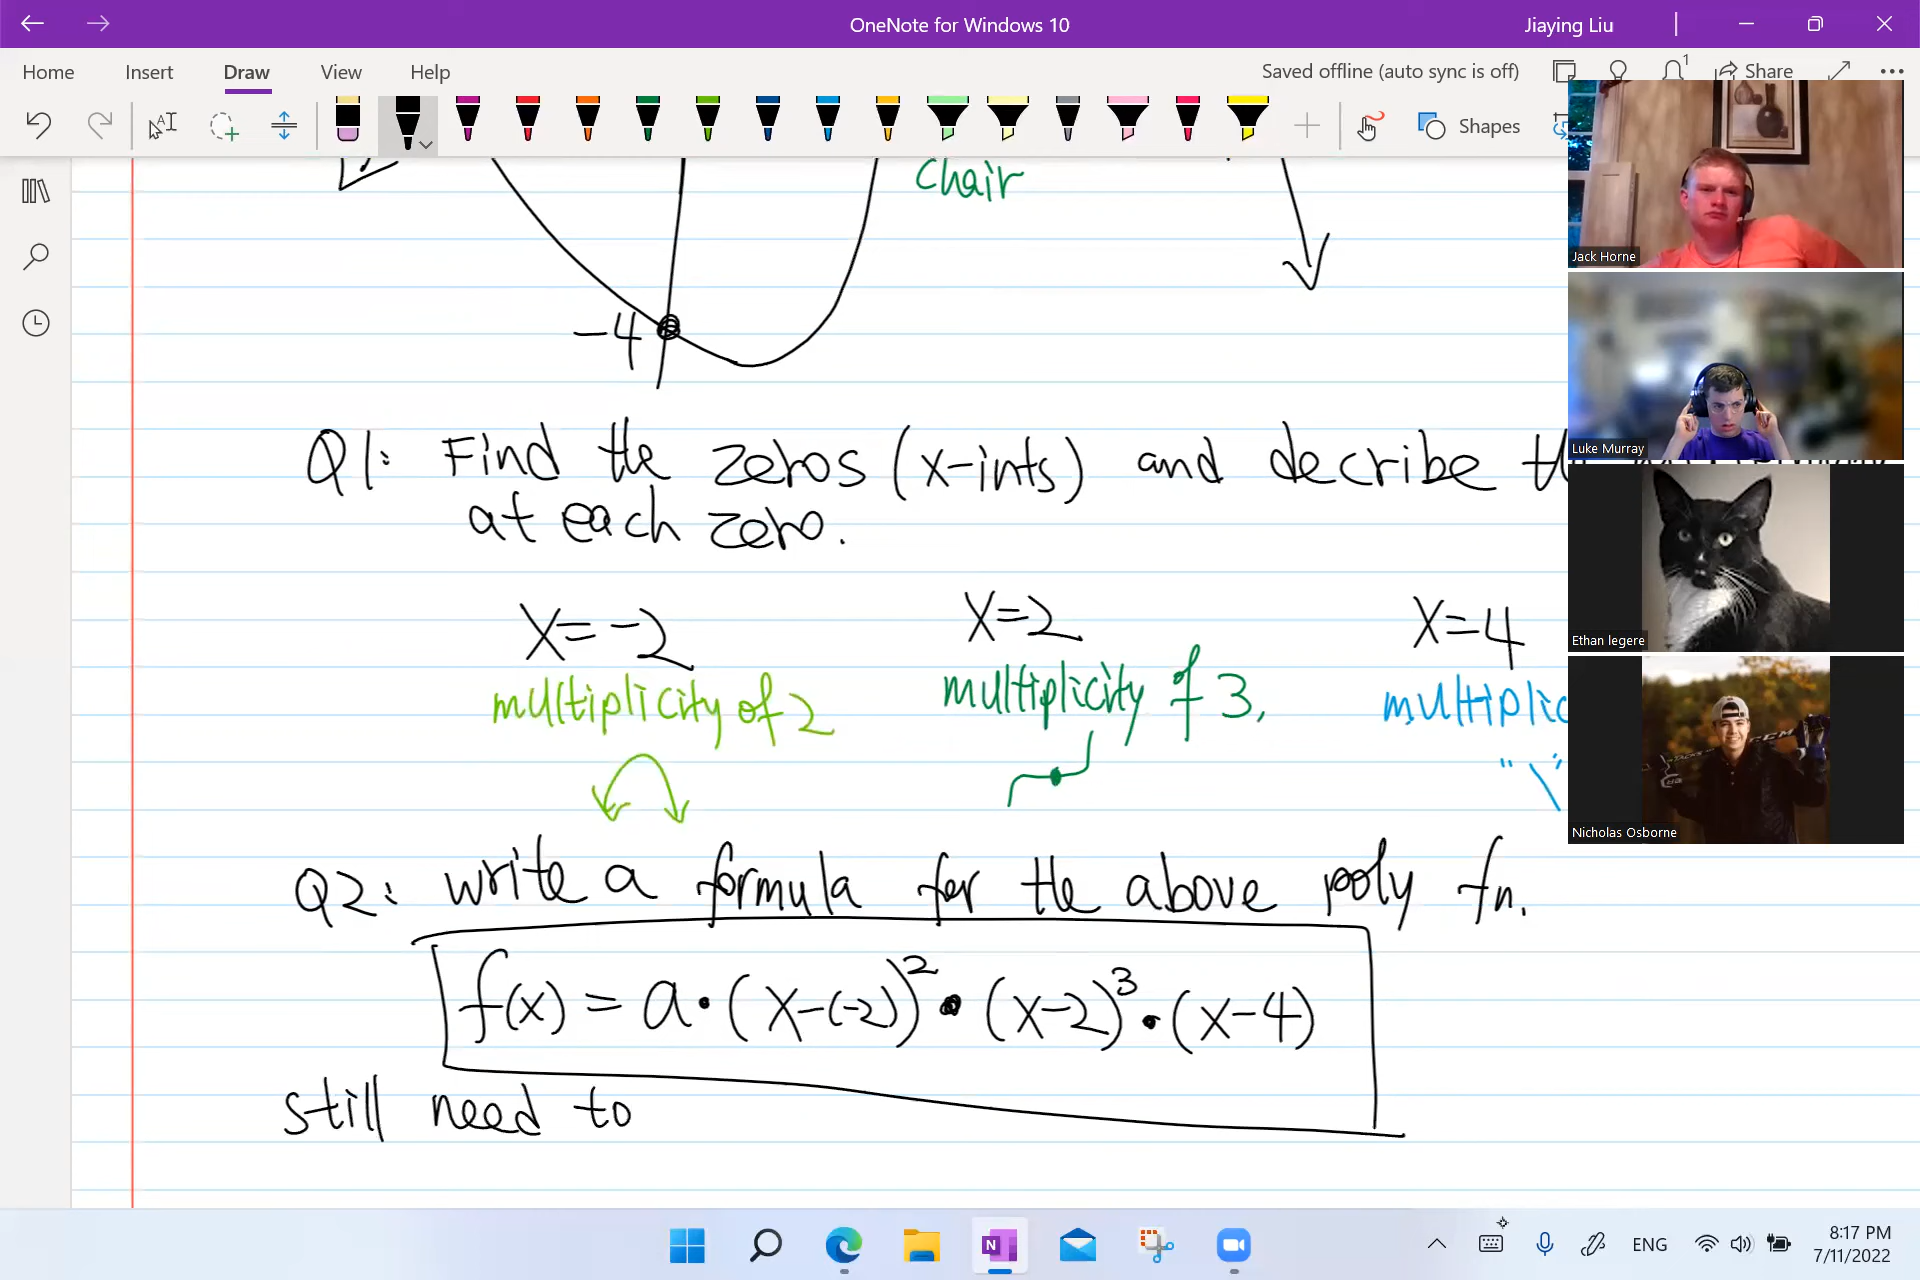 OneNote for Windows 10
Jiaying Liu
Home Insert Draw View Help
Saved offline (auto sync is off)
1
Share
Shapes
Chair
-4
Q1: Find the zeros (x-ints) and decribe
at each zero.
X=-2 X=2 X=4
multiplicity of 2 multiplicity of 3, multiplic
"\"
Q2: write a formula for the above poly fn.
f(x) = a·(x-(-2))²·(x-2)³·(x-4)
still need to
Jack Horne
Luke Murray
Ethan legere
Nicholas Osborne
ENG
8:17 PM
7/11/2022